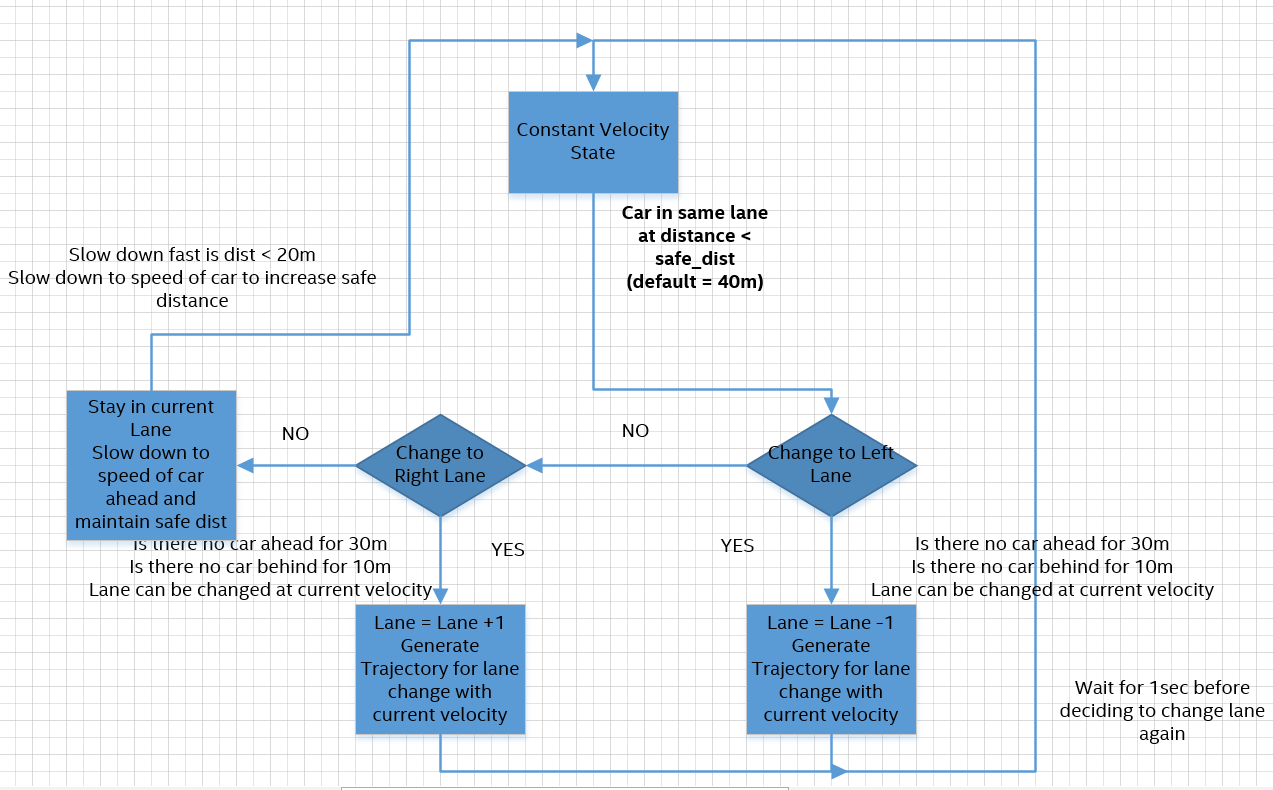 Constant Velocity
State
Car in same lane
at distance <
safe_dist
(default = 40m)
Slow down fast is dist < 20m
Slow down to speed of car to increase safe
distance
Stay in current
Lane
Slow down to
speed of car
ahead and
maintain safe dist
NO
Change to
Right Lane
NO
Change to Left
Lane
Is there no car ahead for 30m
Is there no car behind for 10m
Lane can be changed at current velocity
YES
YES
Is there no car ahead for 30m
Is there no car behind for 10m
Lane can be changed at current velocity
Lane = Lane +1
Generate
Trajectory for lane
change with
current velocity
Lane = Lane -1
Generate
Trajectory for lane
change with
current velocity
Wait for 1sec before
deciding to change lane
again